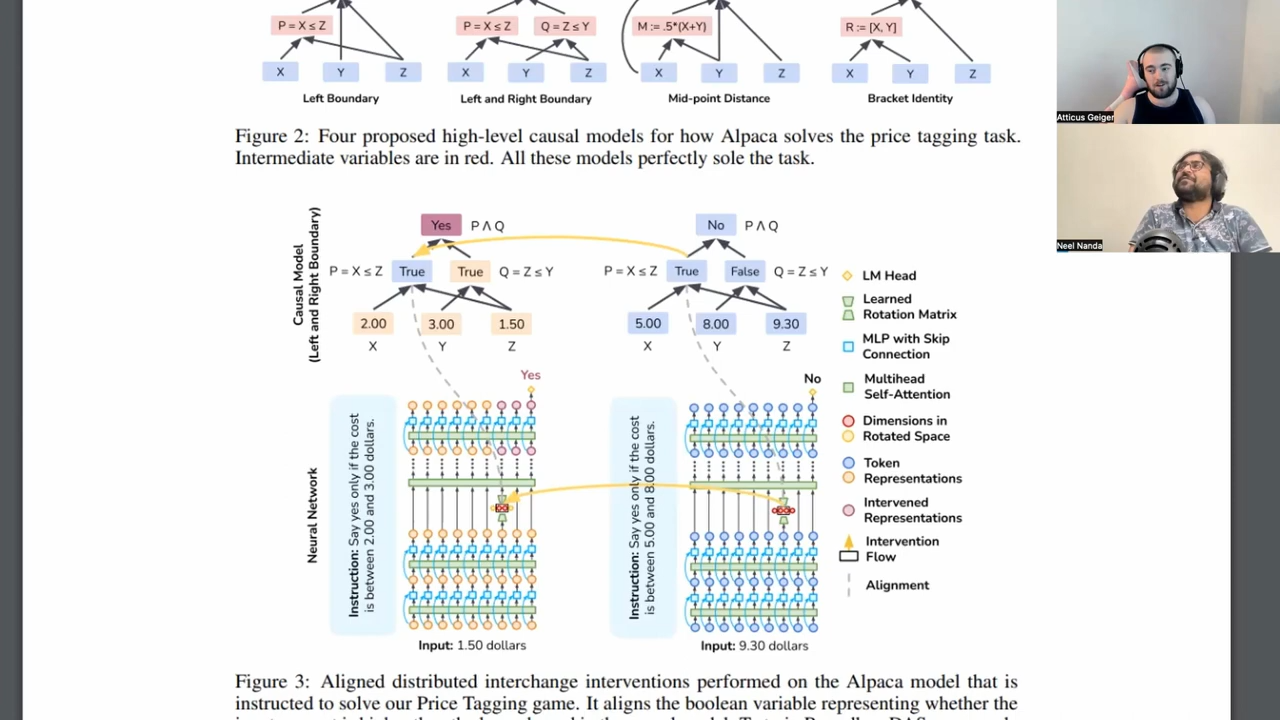 P = X ≤ Z
P = X ≤ Z
Q = Z ≤ Y
M := .5*(X+Y)
R := [X, Y]
X Y Z
X Y Z
X Y Z
X Y Z
Left Boundary
Left and Right Boundary
Mid-point Distance
Bracket Identity
Atticus Geiger
Neel Nanda
Figure 2: Four proposed high-level causal models for how Alpaca solves the price tagging task.
Intermediate variables are in red. All these models perfectly sole the task.
Causal Model
(Left and Right Boundary)
Yes P ∧ Q
P = X ≤ Z True True Q = Z ≤ Y
2.00 3.00 1.50
X Y Z
No P ∧ Q
P = X ≤ Z True False Q = Z ≤ Y
5.00 8.00 9.30
X Y Z
Neural Network
Instruction: Say yes only if the cost
is between 2.00 and 3.00 dollars.
Yes
Input: 1.50 dollars
Instruction: Say yes only if the cost
is between 5.00 and 8.00 dollars.
No
Input: 9.30 dollars
LM Head
Learned
Rotation Matrix
MLP with Skip
Connection
Multihead
Self-Attention
Dimensions in
Rotated Space
Token
Representations
Intervened
Representations
Intervention
Flow
Alignment
Figure 3: Aligned distributed interchange interventions performed on the Alpaca model that is
instructed to solve our Price Tagging game. It aligns the boolean variable representing whether the